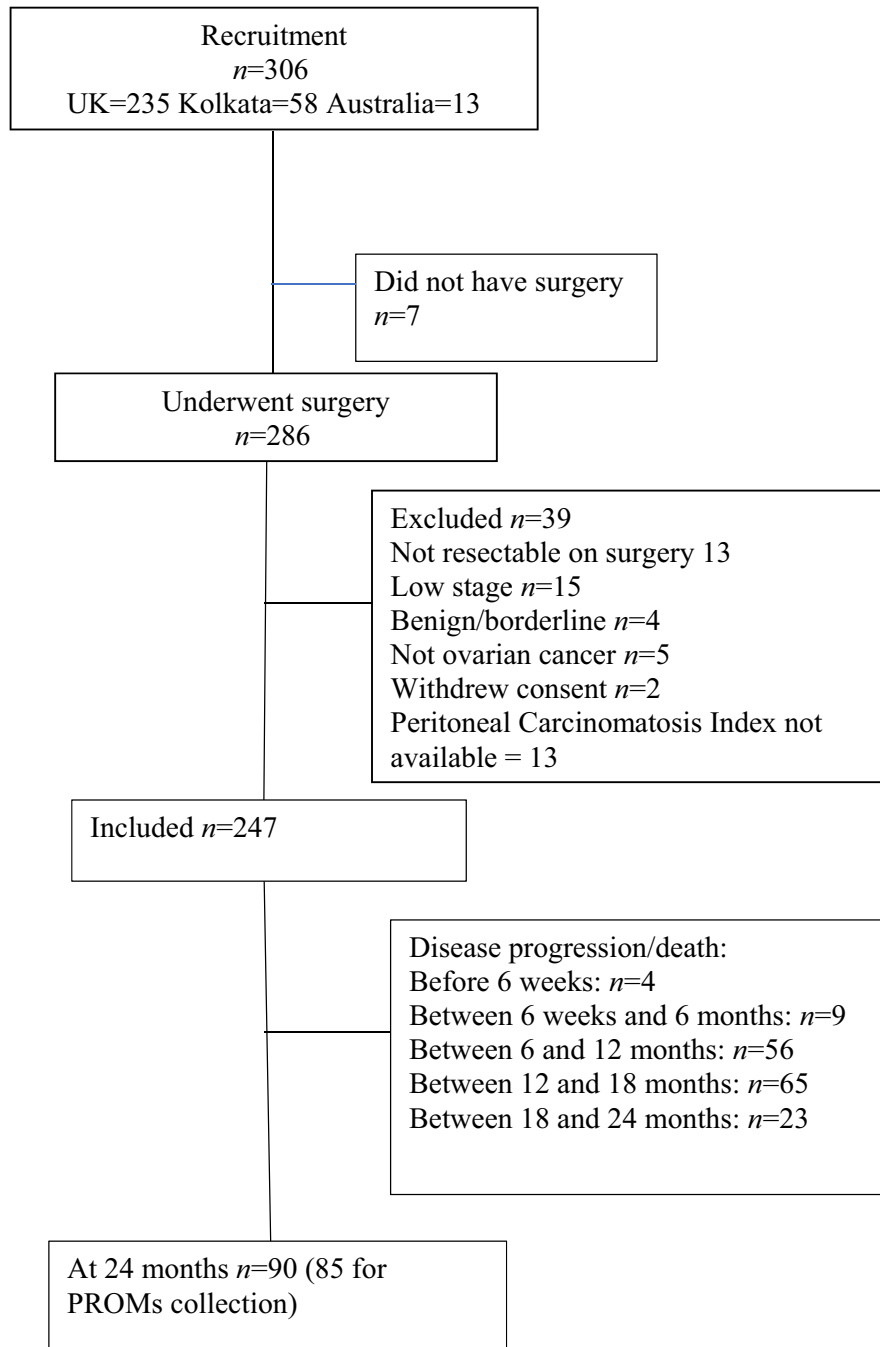 Recruitment
n=306
UK=235 Kolkata=58 Australia=13
Did not have surgery
n=7
Underwent surgery
n=286
Excluded n=39
Not resectable on surgery 13
Low stage n=15
Benign/borderline n=4
Not ovarian cancer n=5
Withdrew consent n=2
Peritoneal Carcinomatosis Index not
available = 13
Included n=247
Disease progression/death:
Before 6 weeks: n=4
Between 6 weeks and 6 months: n=9
Between 6 and 12 months: n=56
Between 12 and 18 months: n=65
Between 18 and 24 months: n=23
At 24 months n=90 (85 for
PROMs collection)